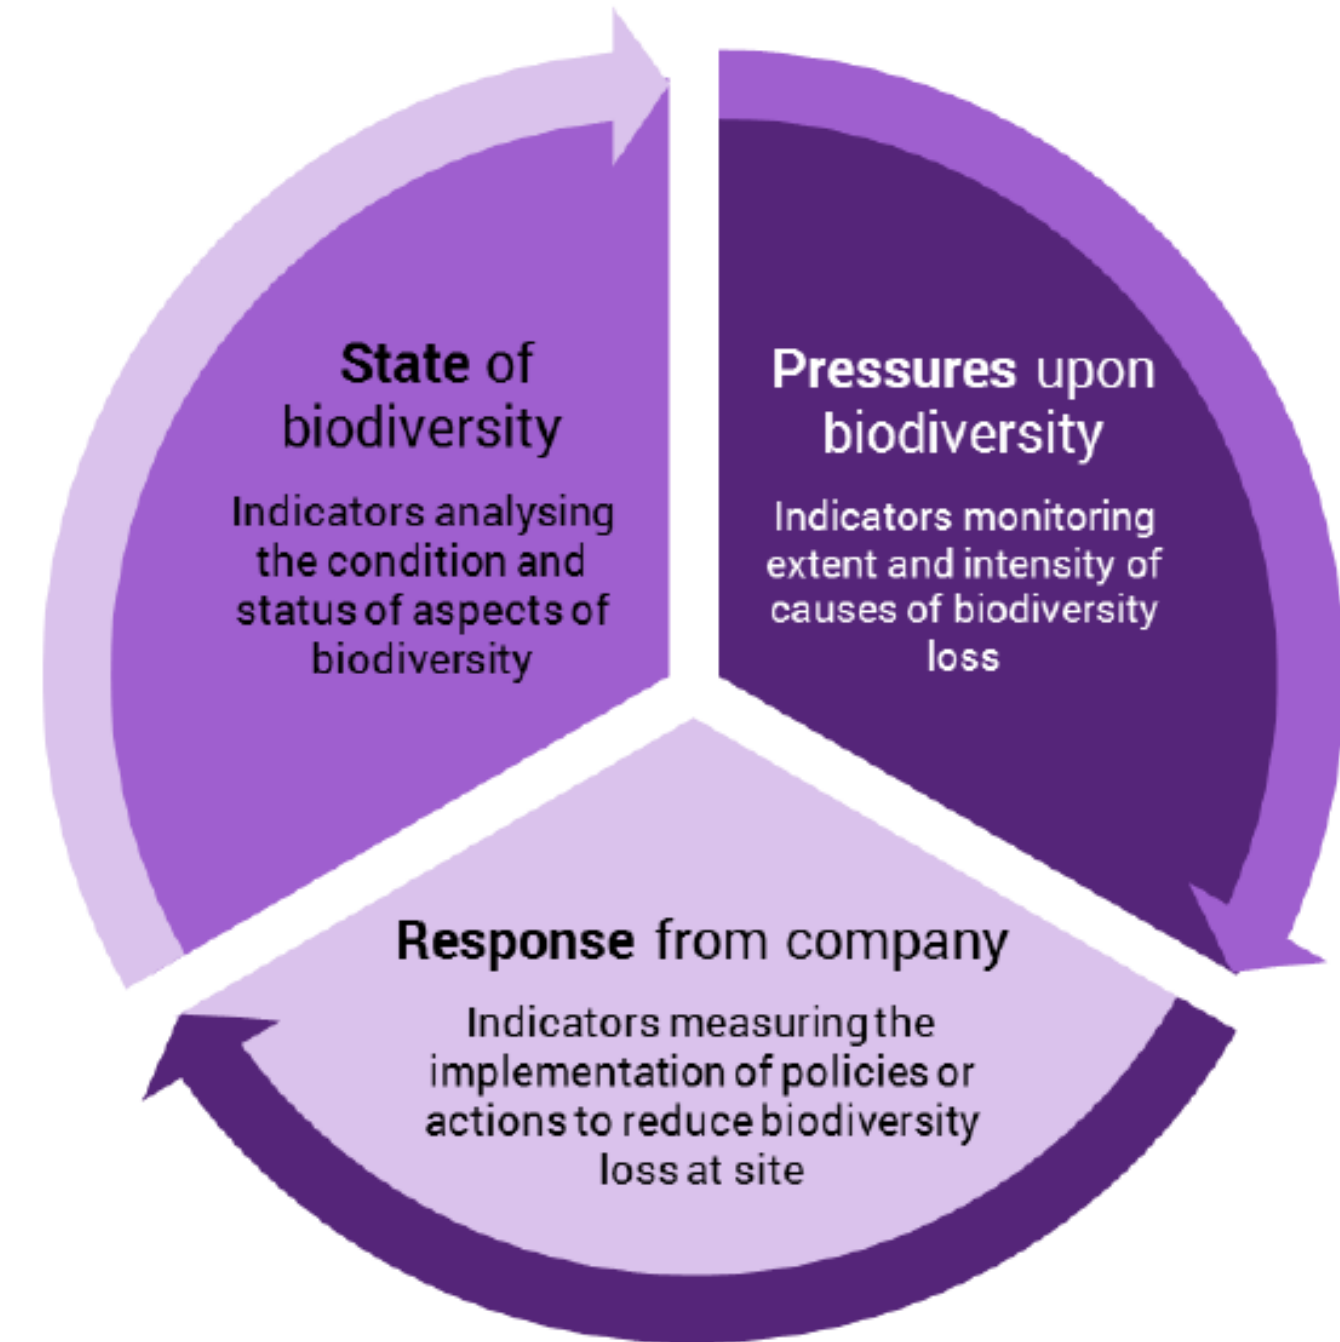 State of
biodiversity
Indicators analysing
the condition and
status of aspects of
biodiversity
Pressures upon
biodiversity
Indicators monitoring
extent and intensity of
causes of biodiversity
loss
Response from company
Indicators measuring the
implementation of policies or
actions to reduce biodiversity
loss at site